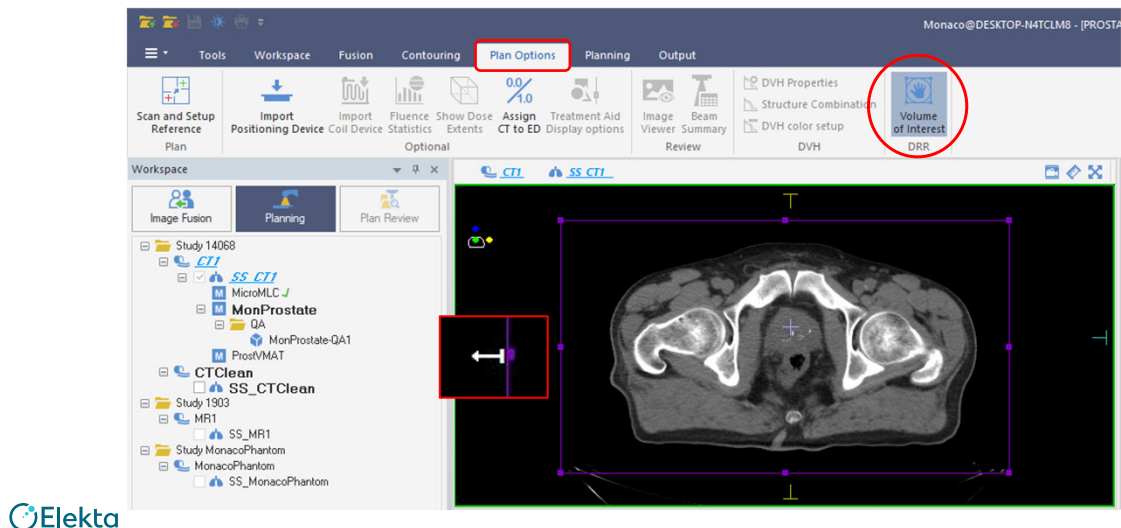 Monaco@DESKTOP-N4TCLM8 - [PROSTA
Tools Workspace Fusion Contouring Plan Options Planning Output
Scan and Setup Reference
Import Positioning Device
Import Coil Device
Fluence Statistics
Show Dose Extents
0.0/1.0
Assign CT to ED
Treatment Aid Display options
Image Viewer
Beam Summary
DVH Properties
Structure Combination
DVH color setup
Volume of Interest
Plan Optional Review DVH DRR
Workspace
CT1 SS_CT1
Image Fusion Planning Plan Review
Study 14068
CT1
SS_CT1
M MicroMLC
M MonProstate
QA
MonProstate-QA1
M ProstVMAT
CTClean
SS_CTClean
Study 1903
MR1
SS_MR1
Study MonacoPhantom
MonacoPhantom
SS_MonacoPhantom
Elekta